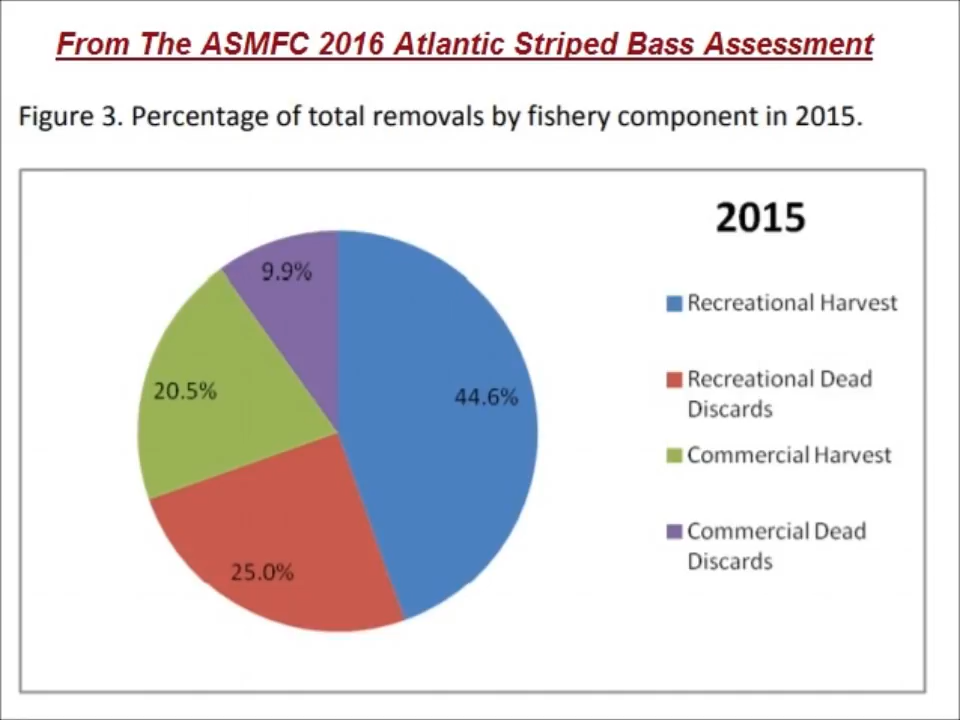 From The ASMFC 2016 Atlantic Striped Bass Assessment
Figure 3. Percentage of total removals by fishery component in 2015.
2015
9.9%
20.5%
44.6%
25.0%
Recreational Harvest
Recreational Dead
Discards
Commercial Harvest
Commercial Dead
Discards